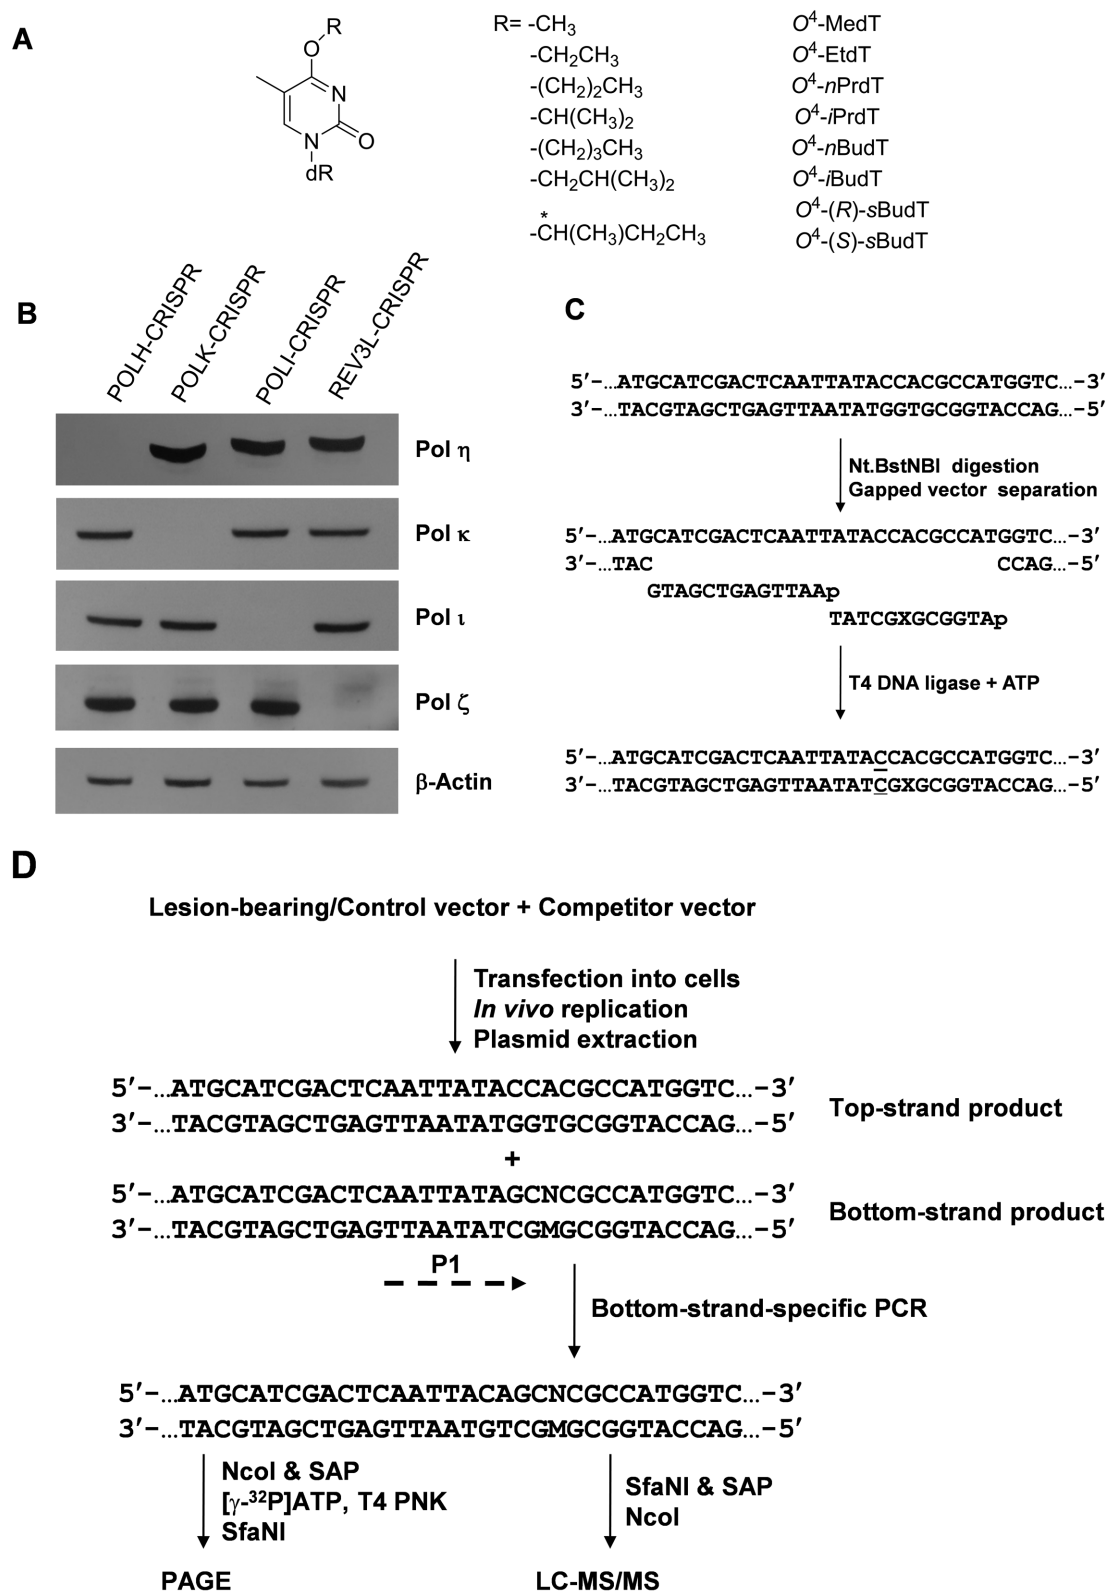 A
R
O
N
N
O
dR
R= -CH₃ O⁴-MedT
-CH₂CH₃ O⁴-EtdT
-(CH₂)₂CH₃ O⁴-nPrdT
-CH(CH₃)₂ O⁴-iPrdT
-(CH₂)₃CH₃ O⁴-nBudT
-CH₂CH(CH₃)₂ O⁴-iBudT
O⁴-(R)-sBudT
*
-CH(CH₃)CH₂CH₃
O⁴-(S)-sBudT
B
POLH-CRISPR
POLK-CRISPR
POLI-CRISPR
REV3L-CRISPR
Pol η
Pol κ
Pol ι
Pol ζ
β-Actin
C
5′-…ATGCATCGACTCAATTATACCACGCCATGGTC…-3′
3′-…TACGTAGCTGAGTTAATATGGTGCGGTACCAG…-5′
Nt.BstNBI digestion
Gapped vector separation
5′-…ATGCATCGACTCAATTATACCACGCCATGGTC…-3′
3′-…TAC CCAG…-5′
GTAGCTGAGTTAAp
TATCGXGCGGTAp
T4 DNA ligase + ATP
5′-…ATGCATCGACTCAATTATACCACGCCATGGTC…-3′
3′-…TACGTAGCTGAGTTAATATCGXGCGGTACCAG…-5′
D
Lesion-bearing/Control vector + Competitor vector
Transfection into cells
In vivo replication
Plasmid extraction
5′-…ATGCATCGACTCAATTATACCACGCCATGGTC…-3′
3′-…TACGTAGCTGAGTTAATATGGTGCGGTACCAG…-5′
Top-strand product
+
5′-…ATGCATCGACTCAATTATAGCNCGCCATGGTC…-3′
3′-…TACGTAGCTGAGTTAATATCGMGCGGTACCAG…-5′
Bottom-strand product
P1
Bottom-strand-specific PCR
5′-…ATGCATCGACTCAATTACAGCNCGCCATGGTC…-3′
3′-…TACGTAGCTGAGTTAATGTCGMGCGGTACCAG…-5′
NcoI & SAP
[γ-³²P]ATP, T4 PNK
SfaNI
SfaNI & SAP
NcoI
PAGE
LC-MS/MS